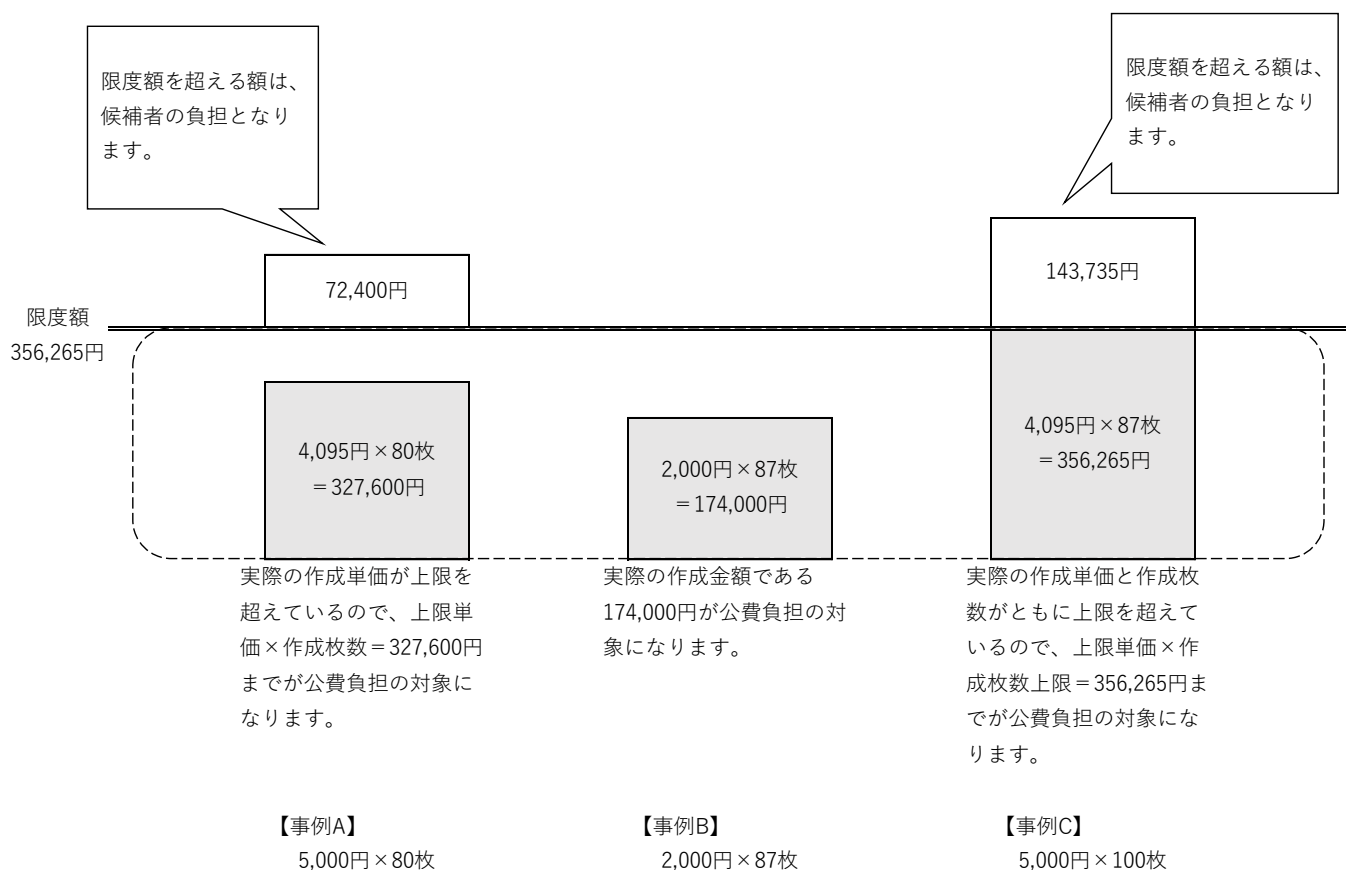 限度額を超える額は、
候補者の負担となり
ます。
限度額を超える額は、
候補者の負担となり
ます。
72,400円
143,735円
限度額
356,265円
4,095円×80枚
＝327,600円
2,000円×87枚
＝174,000円
4,095円×87枚
＝356,265円
実際の作成単価が上限を
超えているので、上限単
価×作成枚数＝327,600円
までが公費負担の対象に
なります。
実際の作成金額である
174,000円が公費負担の対
象になります。
実際の作成単価と作成枚
数がともに上限を超えて
いるので、上限単価×作
成枚数上限＝356,265円ま
でが公費負担の対象にな
ります。
【事例A】
5,000円×80枚
【事例B】
2,000円×87枚
【事例C】
5,000円×100枚